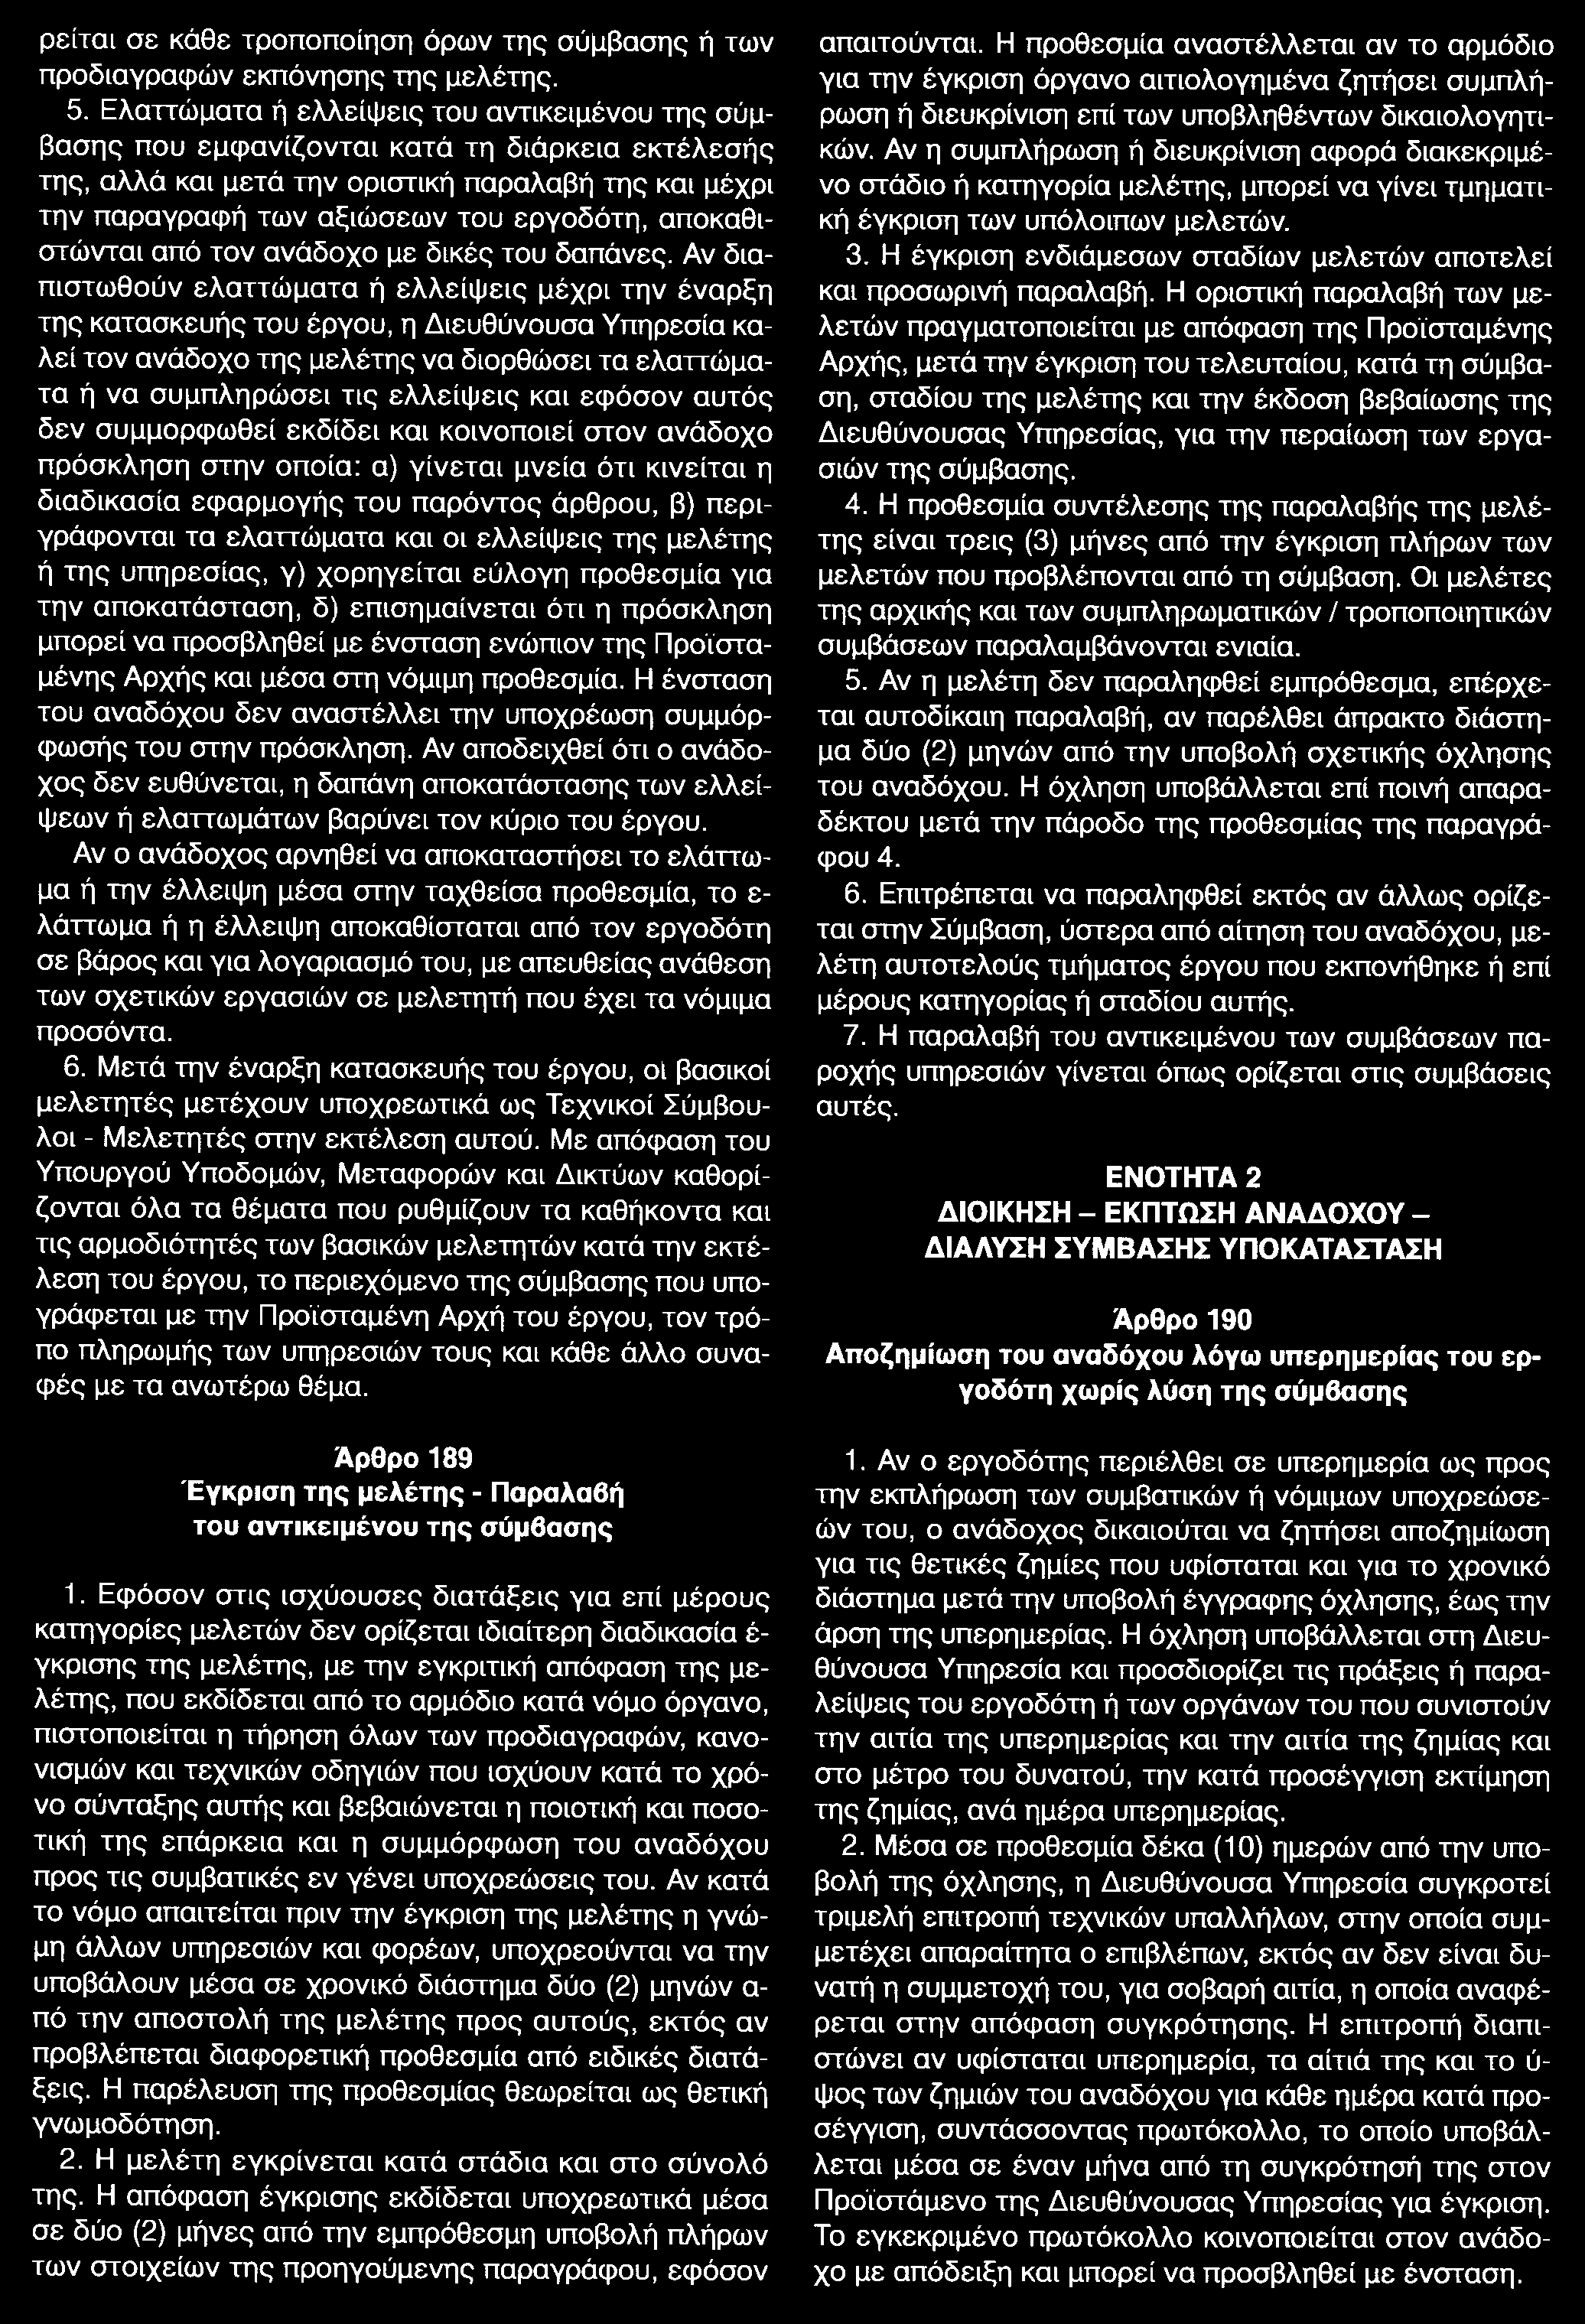 ρείται σε κάθε τροποποίηση όρων της σύμβασης ή των
προδιαγραφών εκπόνησης της μελέτης.
5. Ελαττώματα ή ελλείψεις του αντικειμένου της σύμ-
βασης που εμφανίζονται κατά τη διάρκεια εκτέλεσής
της, αλλά και μετά την οριστική παραλαβή της και μέχρι
την παραγραφή των αξιώσεων του εργοδότη, αποκαθι-
στώνται από τον ανάδοχο με δικές του δαπάνες. Αν δια-
πιστωθούν ελαττώματα ή ελλείψεις μέχρι την έναρξη
της κατασκευής του έργου, η Διευθύνουσα Υπηρεσία κα-
λεί τον ανάδοχο της μελέτης να διορθώσει τα ελαττώμα-
τα ή να συμπληρώσει τις ελλείψεις και εφόσον αυτός
δεν συμμορφωθεί εκδίδει και κοινοποιεί στον ανάδοχο
πρόσκληση στην οποία: α) γίνεται μνεία ότι κινείται η
διαδικασία εφαρμογής του παρόντος άρθρου, β) περι-
γράφονται τα ελαττώματα και οι ελλείψεις της μελέτης
ή της υπηρεσίας, γ) χορηγείται εύλογη προθεσμία για
την αποκατάσταση, δ) επισημαίνεται ότι η πρόσκληση
μπορεί να προσβληθεί με ένσταση ενώπιον της Προϊστα-
μένης Αρχής και μέσα στη νόμιμη προθεσμία. Η ένσταση
του αναδόχου δεν αναστέλλει την υποχρέωση συμμόρ-
φωσής του στην πρόσκληση. Αν αποδειχθεί ότι ο ανάδο-
χος δεν ευθύνεται, η δαπάνη αποκατάστασης των ελλεί-
ψεων ή ελαττωμάτων βαρύνει τον κύριο του έργου.
Αν ο ανάδοχος αρνηθεί να αποκαταστήσει το ελάττω-
μα ή την έλλειψη μέσα στην ταχθείσα προθεσμία, το ε-
λάττωμα ή η έλλειψη αποκαθίσταται από τον εργοδότη
σε βάρος και για λογαριασμό του, με απευθείας ανάθεση
των σχετικών εργασιών σε μελετητή που έχει τα νόμιμα
προσόντα.
6. Μετά την έναρξη κατασκευής του έργου, οι βασικοί
μελετητές μετέχουν υποχρεωτικά ως Τεχνικοί Σύμβου-
λοι - Μελετητές στην εκτέλεση αυτού. Με απόφαση του
Υπουργού Υποδομών, Μεταφορών και Δικτύων καθορί-
ζονται όλα τα θέματα που ρυθμίζουν τα καθήκοντα και
τις αρμοδιότητές των βασικών μελετητών κατά την εκτέ-
λεση του έργου, το περιεχόμενο της σύμβασης που υπο-
γράφεται με την Προϊσταμένη Αρχή του έργου, τον τρό-
πο πληρωμής των υπηρεσιών τους και κάθε άλλο συνα-
φές με τα ανωτέρω θέμα.
Άρθρο 189
Έγκριση της μελέτης - Παραλαβή
του αντικειμένου της σύμβασης
1. Εφόσον στις ισχύουσες διατάξεις για επί μέρους
κατηγορίες μελετών δεν ορίζεται ιδιαίτερη διαδικασία έ-
γκρισης της μελέτης, με την εγκριτική απόφαση της με-
λέτης, που εκδίδεται από το αρμόδιο κατά νόμο όργανο,
πιστοποιείται η τήρηση όλων των προδιαγραφών, κανο-
νισμών και τεχνικών οδηγιών που ισχύουν κατά το χρό-
νο σύνταξης αυτής και βεβαιώνεται η ποιοτική και ποσο-
τική της επάρκεια και η συμμόρφωση του αναδόχου
προς τις συμβατικές εν γένει υποχρεώσεις του. Αν κατά
το νόμο απαιτείται πριν την έγκριση της μελέτης η γνώ-
μη άλλων υπηρεσιών και φορέων, υποχρεούνται να την
υποβάλουν μέσα σε χρονικό διάστημα δύο (2) μηνών α-
πό την αποστολή της μελέτης προς αυτούς, εκτός αν
προβλέπεται διαφορετική προθεσμία από ειδικές διατά-
ξεις. Η παρέλευση της προθεσμίας θεωρείται ως θετική
γνωμοδότηση.
2. Η μελέτη εγκρίνεται κατά στάδια και στο σύνολό
της. Η απόφαση έγκρισης εκδίδεται υποχρεωτικά μέσα
σε δύο (2) μήνες από την εμπρόθεσμη υποβολή πλήρων
των στοιχείων της προηγούμενης παραγράφου, εφόσον
απαιτούνται. Η προθεσμία αναστέλλεται αν το αρμόδιο
για την έγκριση όργανο αιτιολογημένα ζητήσει συμπλή-
ρωση ή διευκρίνιση επί των υποβληθέντων δικαιολογητι-
κών. Αν η συμπλήρωση ή διευκρίνιση αφορά διακεκριμέ-
νο στάδιο ή κατηγορία μελέτης, μπορεί να γίνει τμηματι-
κή έγκριση των υπόλοιπων μελετών.
3. Η έγκριση ενδιάμεσων σταδίων μελετών αποτελεί
και προσωρινή παραλαβή. Η οριστική παραλαβή των με-
λετών πραγματοποιείται με απόφαση της Προϊσταμένης
Αρχής, μετά την έγκριση του τελευταίου, κατά τη σύμβα-
ση, σταδίου της μελέτης και την έκδοση βεβαίωσης της
Διευθύνουσας Υπηρεσίας, για την περαίωση των εργα-
σιών της σύμβασης.
4. Η προθεσμία συντέλεσης της παραλαβής της μελέ-
της είναι τρεις (3) μήνες από την έγκριση πλήρων των
μελετών που προβλέπονται από τη σύμβαση. Οι μελέτες
της αρχικής και των συμπληρωματικών / τροποποιητικών
συμβάσεων παραλαμβάνονται ενιαία.
5. Αν η μελέτη δεν παραληφθεί εμπρόθεσμα, επέρχε-
ται αυτοδίκαιη παραλαβή, αν παρέλθει άπρακτο διάστη-
μα δύο (2) μηνών από την υποβολή σχετικής όχλησης
του αναδόχου. Η όχληση υποβάλλεται επί ποινή απαρα-
δέκτου μετά την πάροδο της προθεσμίας της παραγρά-
φου 4.
6. Επιτρέπεται να παραληφθεί εκτός αν άλλως ορίζε-
ται στην Σύμβαση, ύστερα από αίτηση του αναδόχου, με-
λέτη αυτοτελούς τμήματος έργου που εκπονήθηκε ή επί
μέρους κατηγορίας ή σταδίου αυτής.
7. Η παραλαβή του αντικειμένου των συμβάσεων πα-
ροχής υπηρεσιών γίνεται όπως ορίζεται στις συμβάσεις
αυτές.
ΕΝΟΤΗΤΑ 2
ΔΙΟΙΚΗΣΗ – ΕΚΠΤΩΣΗ ΑΝΑΔΟΧΟΥ –
ΔΙΑΛΥΣΗ ΣΥΜΒΑΣΗΣ ΥΠΟΚΑΤΑΣΤΑΣΗ
Άρθρο 190
Αποζημίωση του αναδόχου λόγω υπερημερίας του ερ-
γοδότη χωρίς λύση της σύμβασης
1. Αν ο εργοδότης περιέλθει σε υπερημερία ως προς
την εκπλήρωση των συμβατικών ή νόμιμων υποχρεώσε-
ών του, ο ανάδοχος δικαιούται να ζητήσει αποζημίωση
για τις θετικές ζημίες που υφίσταται και για το χρονικό
διάστημα μετά την υποβολή έγγραφης όχλησης, έως την
άρση της υπερημερίας. Η όχληση υποβάλλεται στη Διευ-
θύνουσα Υπηρεσία και προσδιορίζει τις πράξεις ή παρα-
λείψεις του εργοδότη ή των οργάνων του που συνιστούν
την αιτία της υπερημερίας και την αιτία της ζημίας και
στο μέτρο του δυνατού, την κατά προσέγγιση εκτίμηση
της ζημίας, ανά ημέρα υπερημερίας.
2. Μέσα σε προθεσμία δέκα (10) ημερών από την υπο-
βολή της όχλησης, η Διευθύνουσα Υπηρεσία συγκροτεί
τριμελή επιτροπή τεχνικών υπαλλήλων, στην οποία συμ-
μετέχει απαραίτητα ο επιβλέπων, εκτός αν δεν είναι δυ-
νατή η συμμετοχή του, για σοβαρή αιτία, η οποία αναφέ-
ρεται στην απόφαση συγκρότησης. Η επιτροπή διαπι-
στώνει αν υφίσταται υπερημερία, τα αίτιά της και το ύ-
ψος των ζημιών του αναδόχου για κάθε ημέρα κατά προ-
σέγγιση, συντάσσοντας πρωτόκολλο, το οποίο υποβάλ-
λεται μέσα σε έναν μήνα από τη συγκρότησή της στον
Προϊστάμενο της Διευθύνουσας Υπηρεσίας για έγκριση.
Το εγκεκριμένο πρωτόκολλο κοινοποιείται στον ανάδο-
χο με απόδειξη και μπορεί να προσβληθεί με ένσταση.